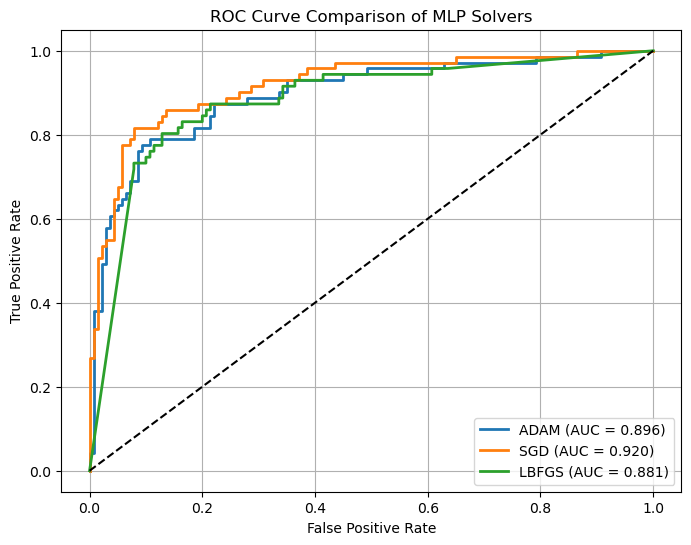 ROC Curve Comparison of MLP Solvers
True Positive Rate
1.0
0.8
0.6
0.4
0.2
0.0
ADAM (AUC = 0.896)
SGD (AUC = 0.920)
LBFGS (AUC = 0.881)
0.0 0.2 0.4 0.6 0.8 1.0
False Positive Rate